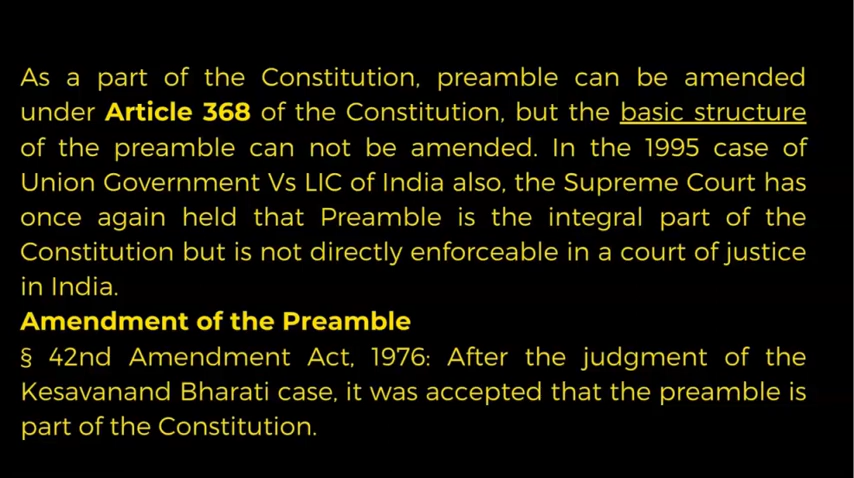 As a part of the Constitution, preamble can be amended
under Article 368 of the Constitution, but the basic structure
of the preamble can not be amended. In the 1995 case of
Union Government Vs LIC of India also, the Supreme Court has
once again held that Preamble is the integral part of the
Constitution but is not directly enforceable in a court of justice
in India.
Amendment of the Preamble
§ 42nd Amendment Act, 1976: After the judgment of the
Kesavanand Bharati case, it was accepted that the preamble is
part of the Constitution.